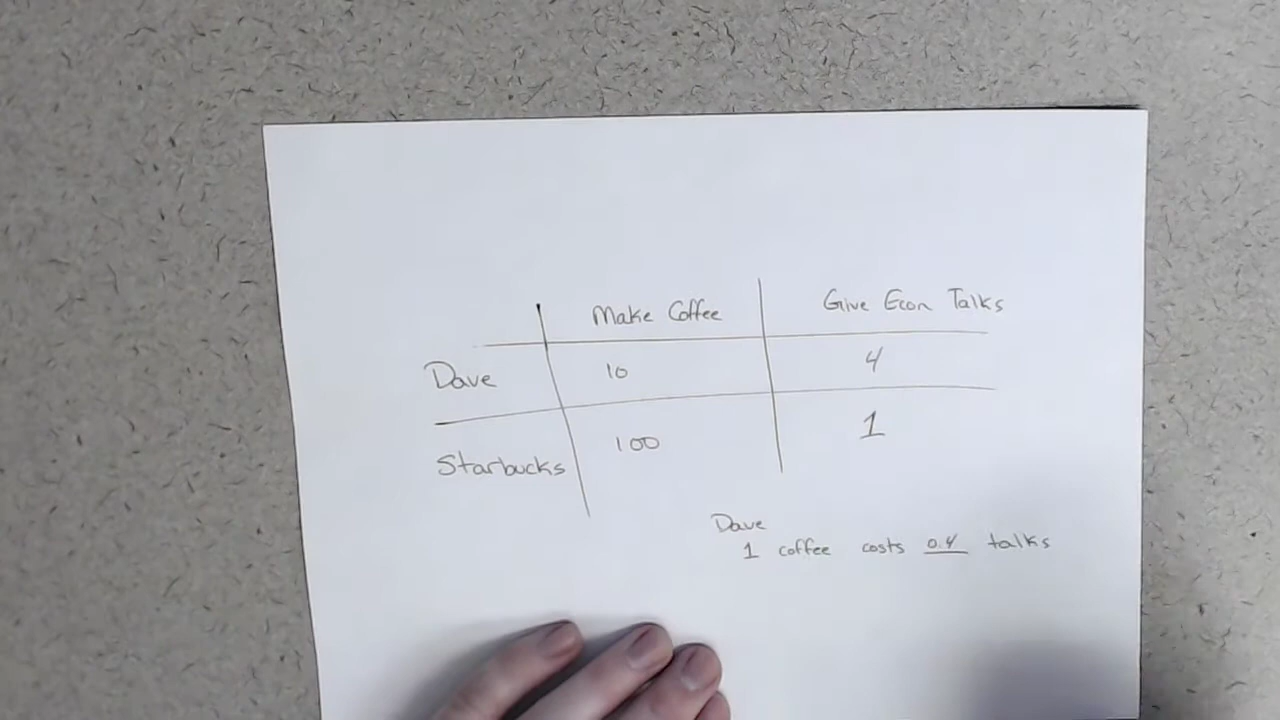 Make Coffee Give Econ Talks
Dave 10 4
Starbucks 100 1
Dave
1 coffee costs 0.4 talks